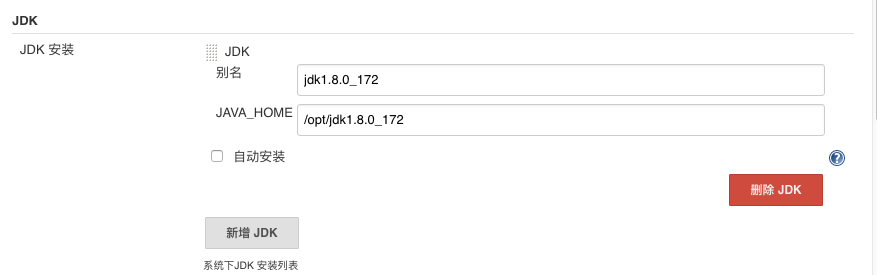 JDK
JDK 安装
JDK
别名
jdk1.8.0_172
JAVA_HOME
/opt/jdk1.8.0_172
自动安装
?
删除 JDK
新增 JDK
系统下JDK 安装列表